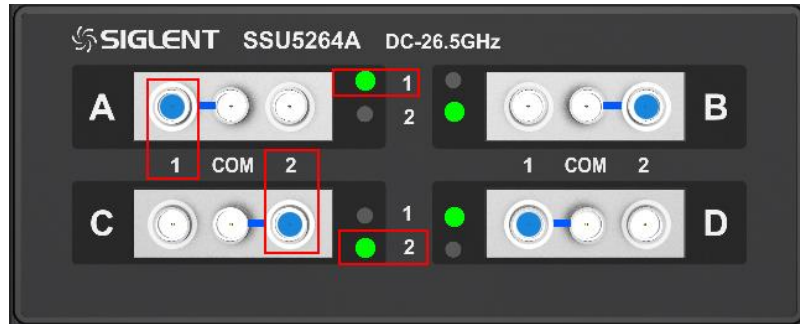 SIGLENT SSU5264A DC-26.5GHz
A 1 B
2
1 COM 2 1 COM 2
C 1 D
2